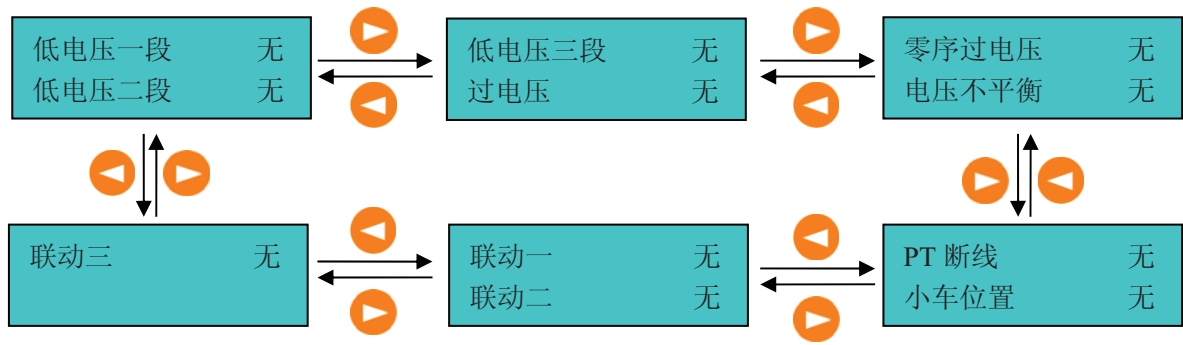 低电压一段 无
低电压二段 无
低电压三段 无
过电压 无
零序过电压 无
电压不平衡 无
联动三 无
联动一 无
联动二 无
PT 断线 无
小车位置 无